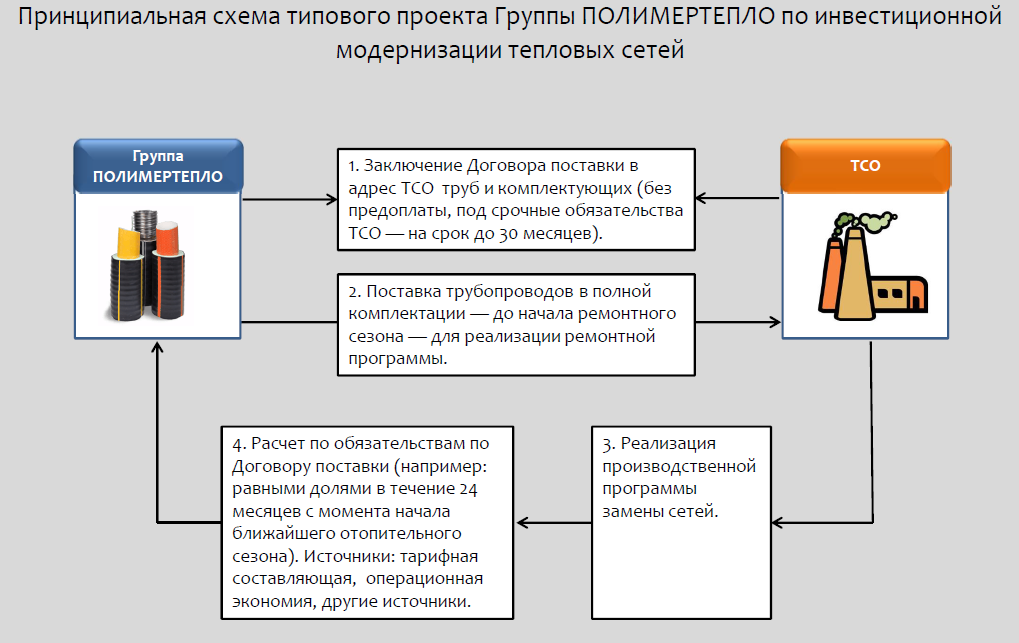 Принципиальная схема типового проекта Группы ПОЛИМЕРТЕПЛО по инвестиционной
модернизации тепловых сетей
Группа
ПОЛИМЕРТЕПЛО
ТСО
1. Заключение Договора поставки в
адрес ТСО труб и комплектующих (без
предоплаты, под срочные обязательства
ТСО — на срок до 30 месяцев).
2. Поставка трубопроводов в полной
комплектации — до начала ремонтного
сезона — для реализации ремонтной
программы.
3. Реализация
производственной
программы
замены сетей.
4. Расчет по обязательствам по
Договору поставки (например:
равными долями в течение 24
месяцев с момента начала
ближайшего отопительного
сезона). Источники: тарифная
составляющая, операционная
экономия, другие источники.